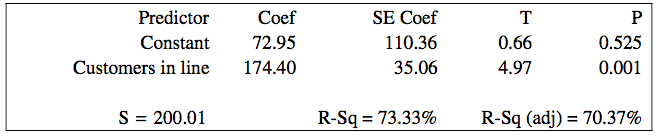 Predictor Coef SE Coef T P
Constant 72.95 110.36 0.66 0.525
Customers in line 174.40 35.06 4.97 0.001
S = 200.01 R-Sq = 73.33% R-Sq (adj) = 70.37%